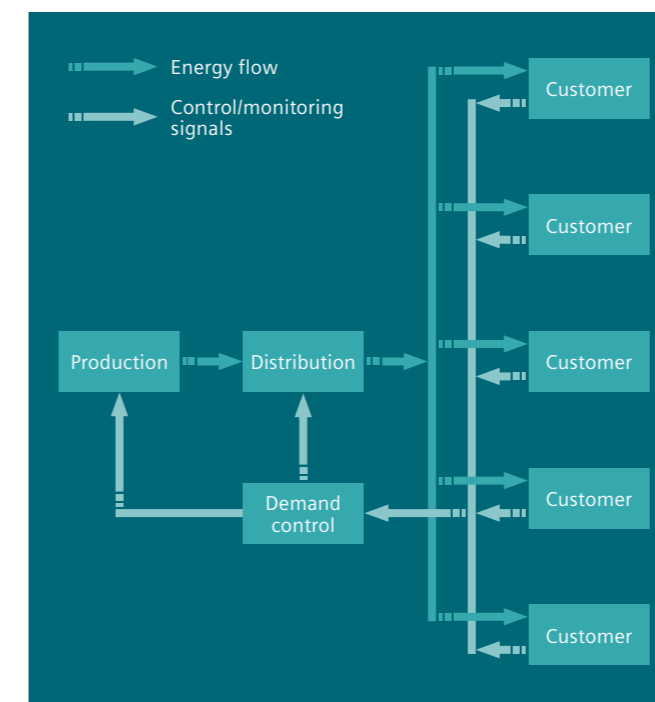 Energy flow
Control/monitoring
signals
Customer
Customer
Production
Distribution
Customer
Demand
control
Customer
Customer